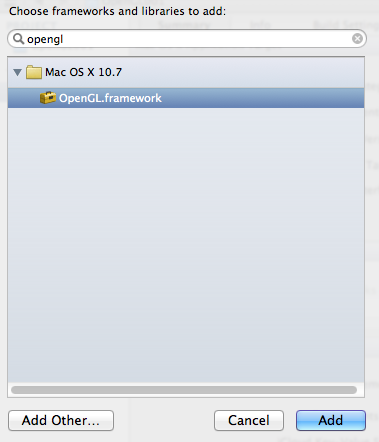 Choose frameworks and libraries to add:
opengl
Mac OS X 10.7
OpenGL.framework
Add Other...
Cancel
Add